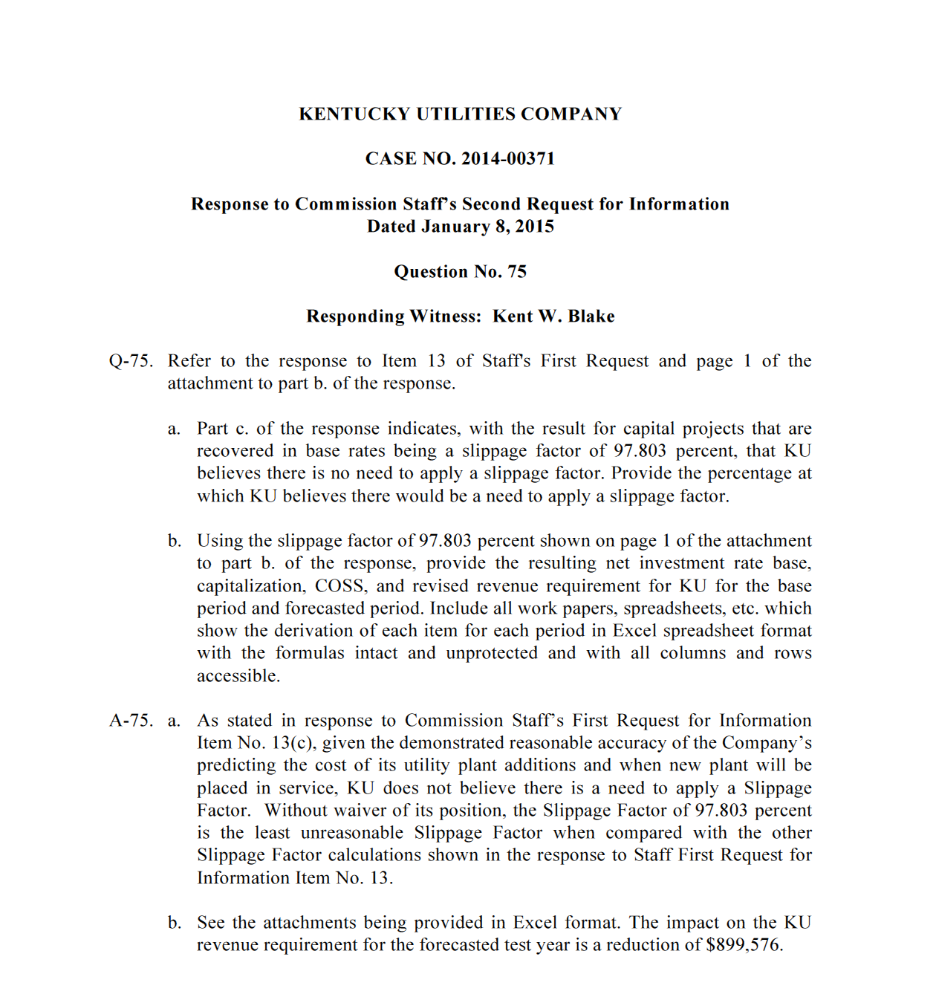 KENTUCKY UTILITIES COMPANY
CASE NO. 2014-00371
Response to Commission Staff's Second Request for Information
Dated January 8, 2015
Question No. 75
Responding Witness:  Kent W. Blake
Q-75. Refer to the response to Item 13 of Staff's First Request and page 1 of the
attachment to part b. of the response.
a. Part c. of the response indicates, with the result for capital projects that are
recovered in base rates being a slippage factor of 97.803 percent, that KU
believes there is no need to apply a slippage factor. Provide the percentage at
which KU believes there would be a need to apply a slippage factor.
b. Using the slippage factor of 97.803 percent shown on page 1 of the attachment
to part b. of the response, provide the resulting net investment rate base,
capitalization, COSS, and revised revenue requirement for KU for the base
period and forecasted period. Include all work papers, spreadsheets, etc. which
show the derivation of each item for each period in Excel spreadsheet format
with the formulas intact and unprotected and with all columns and rows
accessible.
A-75. a. As stated in response to Commission Staff's First Request for Information
Item No. 13(c), given the demonstrated reasonable accuracy of the Company's
predicting the cost of its utility plant additions and when new plant will be
placed in service, KU does not believe there is a need to apply a Slippage
Factor.  Without waiver of its position, the Slippage Factor of 97.803 percent
is the least unreasonable Slippage Factor when compared with the other
Slippage Factor calculations shown in the response to Staff First Request for
Information Item No. 13.
b. See the attachments being provided in Excel format. The impact on the KU
revenue requirement for the forecasted test year is a reduction of $899,576.